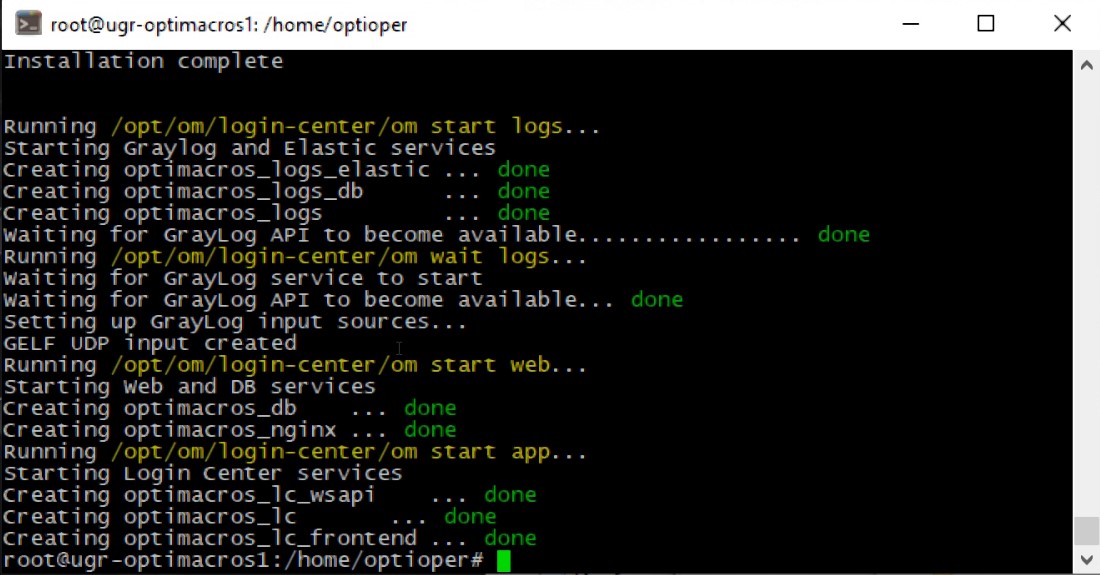 root@ugr-optimacros1: /home/optioper
Installation complete
Running /opt/om/login-center/om start logs...
Starting Graylog and Elastic services
Creating optimacros_logs_elastic ... done
Creating optimacros_logs_db      ... done
Creating optimacros_logs         ... done
Waiting for GrayLog API to become available................. done
Running /opt/om/login-center/om wait logs...
Waiting for GrayLog service to start
Waiting for GrayLog API to become available... done
Setting up GrayLog input sources...
GELF UDP input created
Running /opt/om/login-center/om start web...
Starting Web and DB services
Creating optimacros_db    ... done
Creating optimacros_nginx ... done
Running /opt/om/login-center/om start app...
Starting Login Center services
Creating optimacros_lc_wsapi    ... done
Creating optimacros_lc       ... done
Creating optimacros_lc_frontend ... done
root@ugr-optimacros1:/home/optioper#